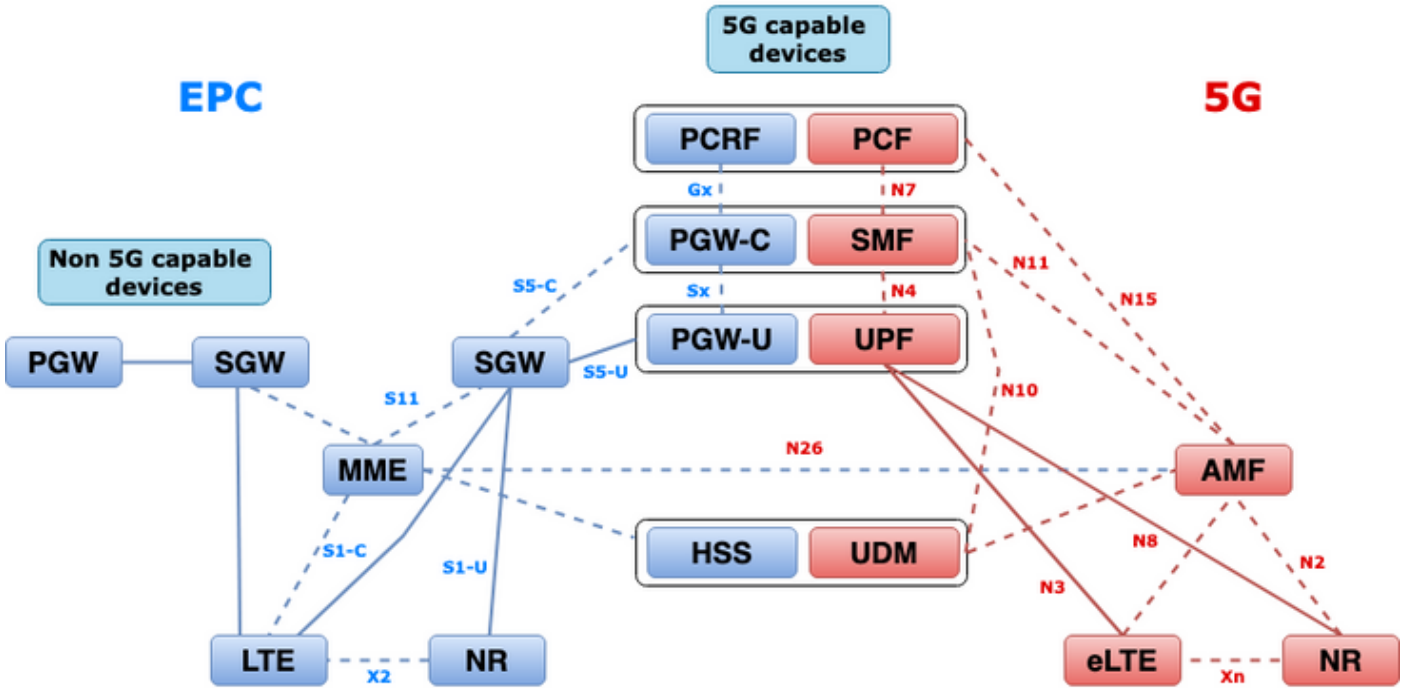 5G capable
devices
EPC
5G
PCRF
PCF
Gx
N7
PGW-C
SMF
Non 5G capable
devices
S5-C
Sx
N4
N11
N15
PGW
SGW
SGW
PGW-U
UPF
S5-U
S11
N10
MME
N26
AMF
S1-C
S1-U
HSS
UDM
N8
N2
N3
LTE
X2
NR
eLTE
Xn
NR